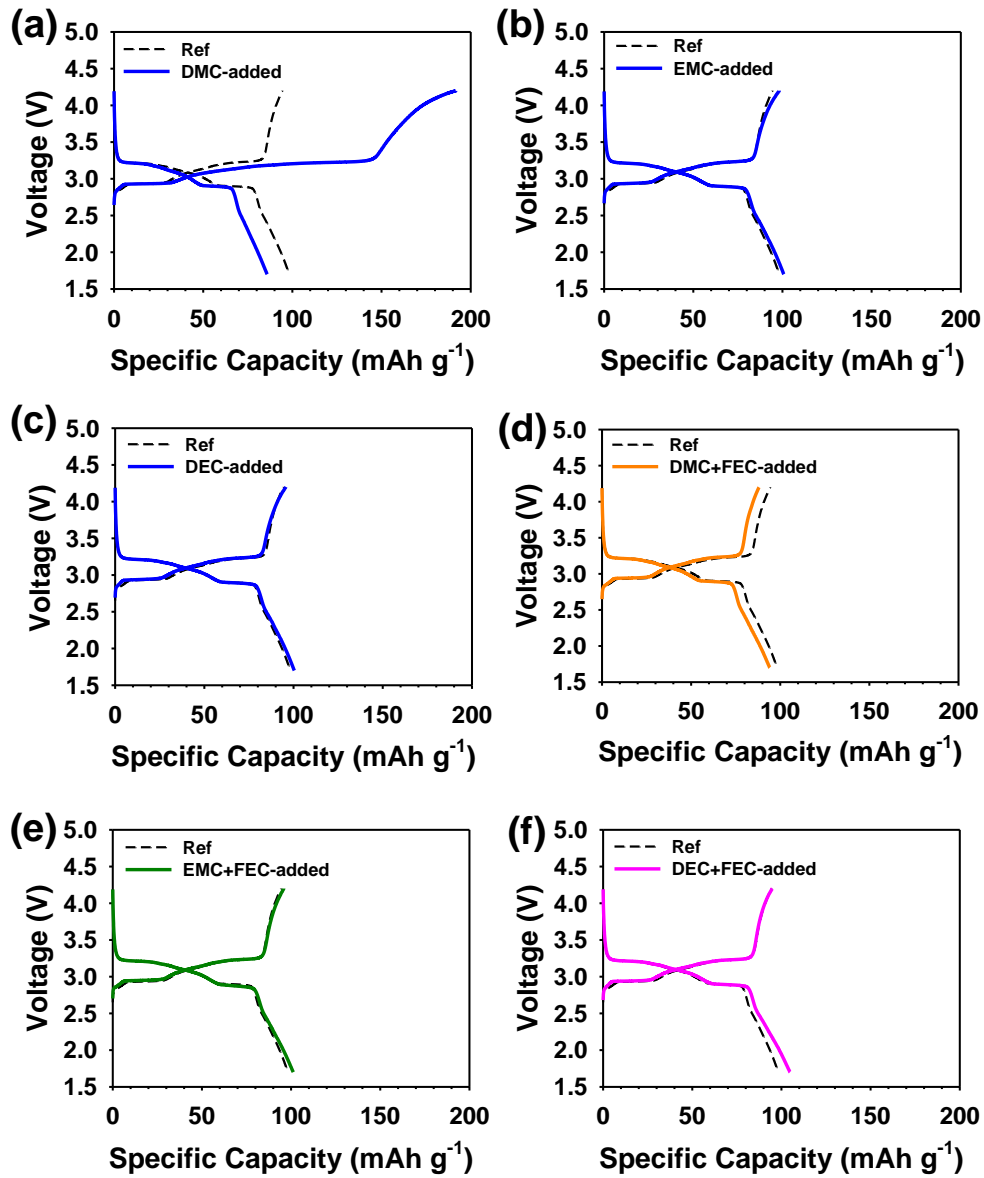 (a)
Ref
DMC-added
5.0
4.5
4.0
3.5
3.0
2.5
2.0
1.5
Voltage (V)
0 50 100 150 200
Specific Capacity (mAh g⁻¹)
(b)
Ref
EMC-added
5.0
4.5
4.0
3.5
3.0
2.5
2.0
1.5
Voltage (V)
0 50 100 150 200
Specific Capacity (mAh g⁻¹)
(c)
Ref
DEC-added
5.0
4.5
4.0
3.5
3.0
2.5
2.0
1.5
Voltage (V)
0 50 100 150 200
Specific Capacity (mAh g⁻¹)
(d)
Ref
DMC+FEC-added
5.0
4.5
4.0
3.5
3.0
2.5
2.0
1.5
Voltage (V)
0 50 100 150 200
Specific Capacity (mAh g⁻¹)
(e)
Ref
EMC+FEC-added
5.0
4.5
4.0
3.5
3.0
2.5
2.0
1.5
Voltage (V)
0 50 100 150 200
Specific Capacity (mAh g⁻¹)
(f)
Ref
DEC+FEC-added
5.0
4.5
4.0
3.5
3.0
2.5
2.0
1.5
Voltage (V)
0 50 100 150 200
Specific Capacity (mAh g⁻¹)